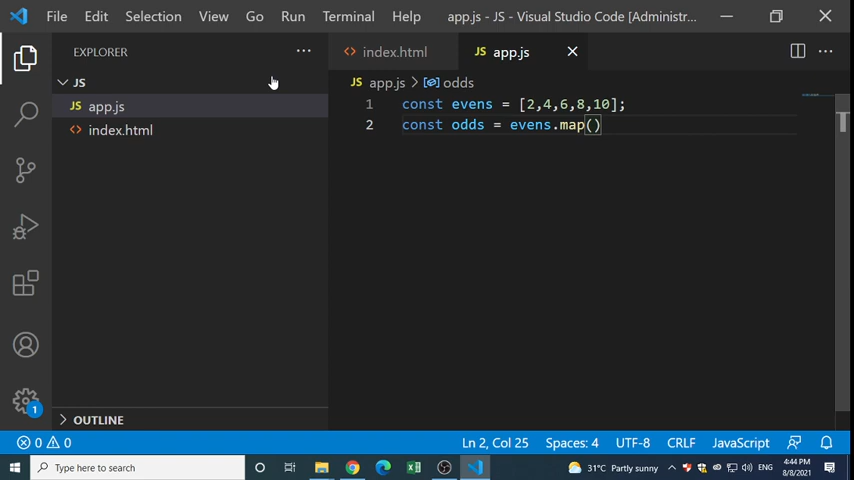 File Edit Selection View Go Run Terminal Help app.js - JS - Visual Studio Code [Administr...
EXPLORER ...
<> index.html JS app.js
JS
JS app.js > odds
JS app.js
<> index.html
1 const evens = [2,4,6,8,10];
2 const odds = evens.map()
1
OUTLINE
0 0 Ln 2, Col 25 Spaces: 4 UTF-8 CRLF JavaScript
Type here to search 31°C Partly sunny ENG 4:44 PM
8/8/2021